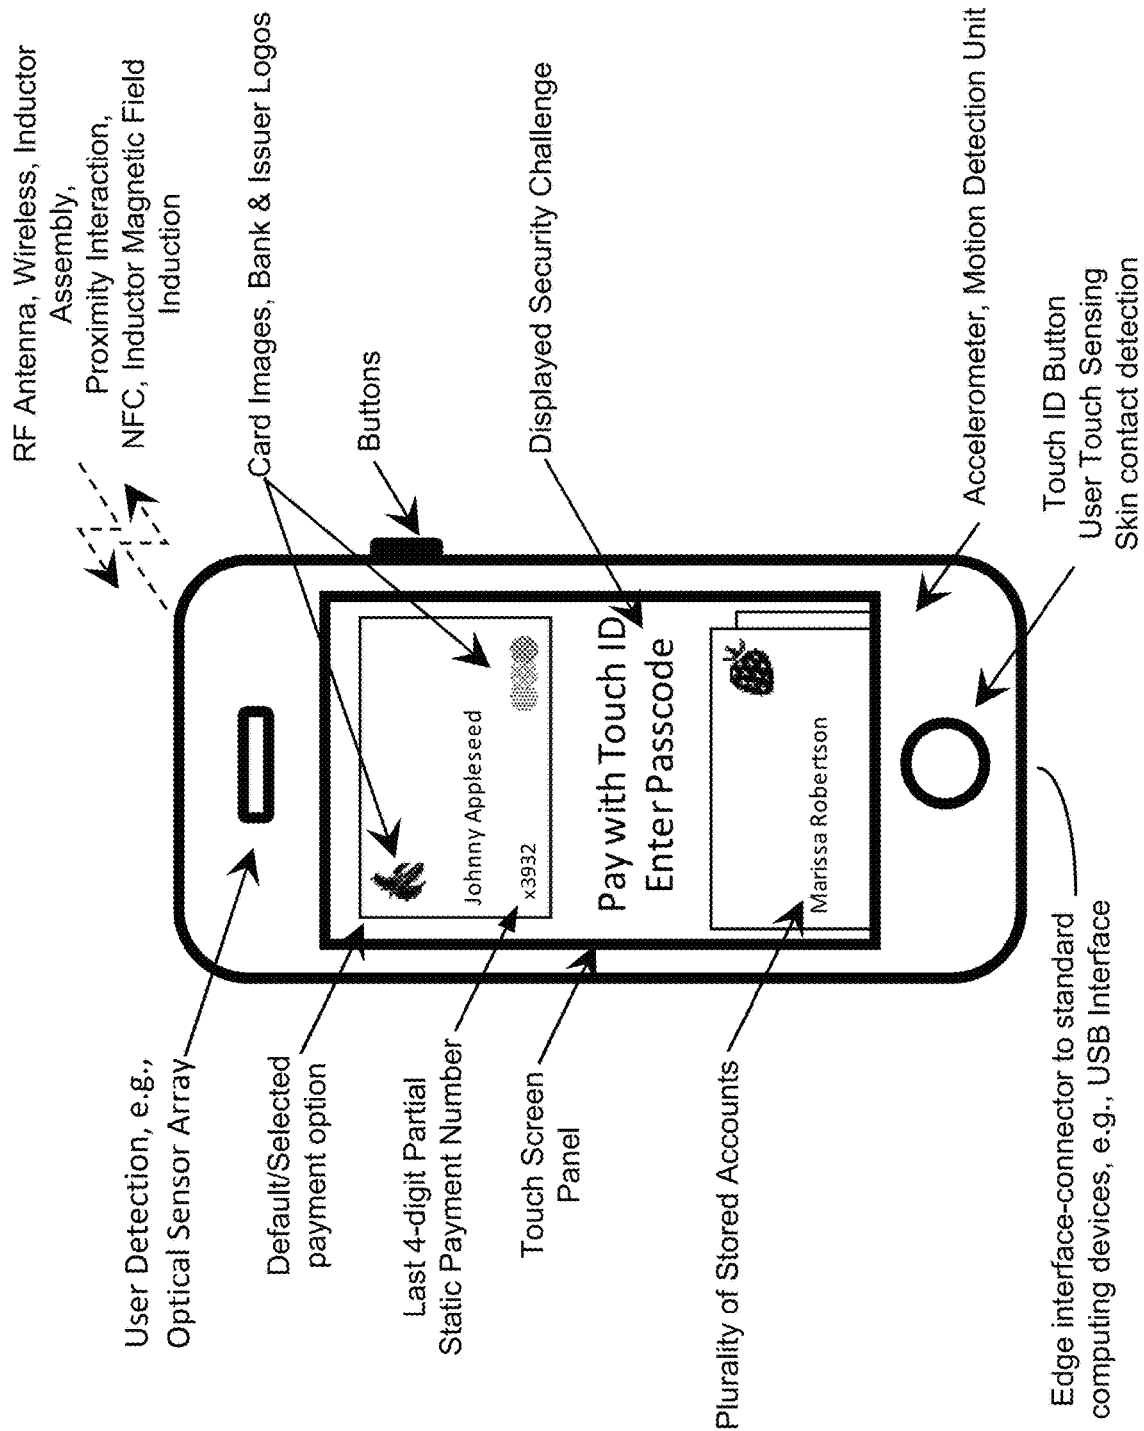 RF Antenna, Wireless, Inductor
Assembly,
Proximity Interaction,
NFC, Inductor Magnetic Field
Induction
Card Images, Bank & Issuer Logos
Buttons
Displayed Security Challenge
Accelerometer, Motion Detection Unit
Touch ID Button
User Touch Sensing
Skin contact detection
Johnny Appleseed
x3932
Pay with Touch ID
Enter Passcode
Marissa Robertson
User Detection, e.g.,
Optical Sensor Array
Default/Selected
payment option
Last 4-digit Partial
Static Payment Number
Touch Screen
Panel
Plurality of Stored Accounts
Edge interface-connector to standard
computing devices, e.g., USB Interface